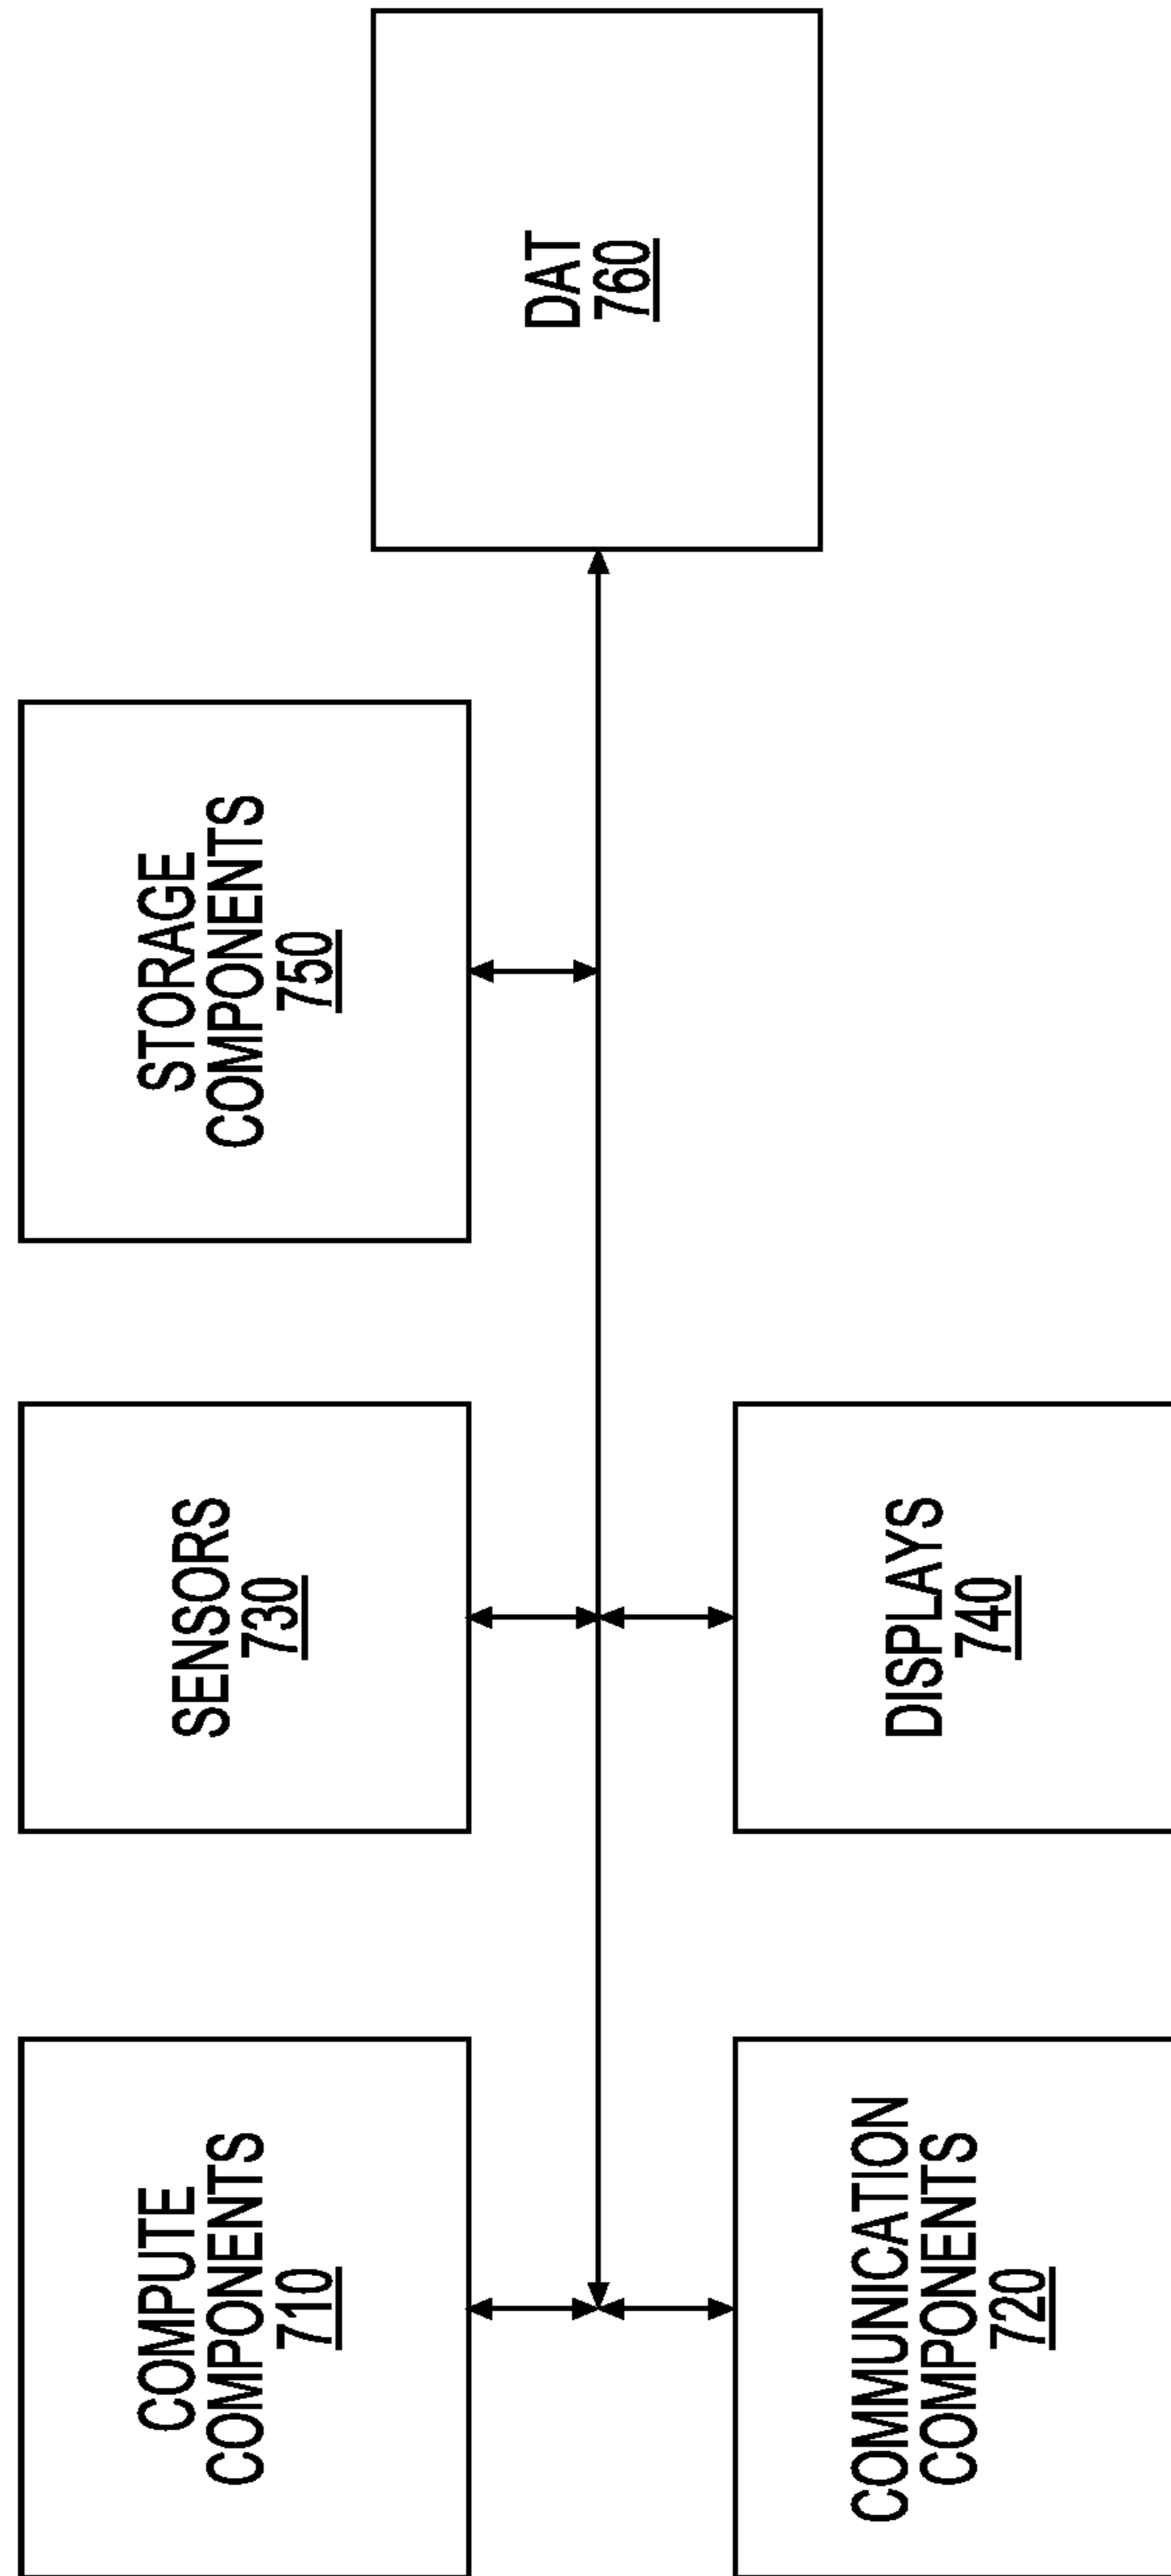 COMPUTE
COMPONENTS
710
SENSORS
730
STORAGE
COMPONENTS
750
DAT
760
COMMUNICATION
COMPONENTS
720
DISPLAYS
740